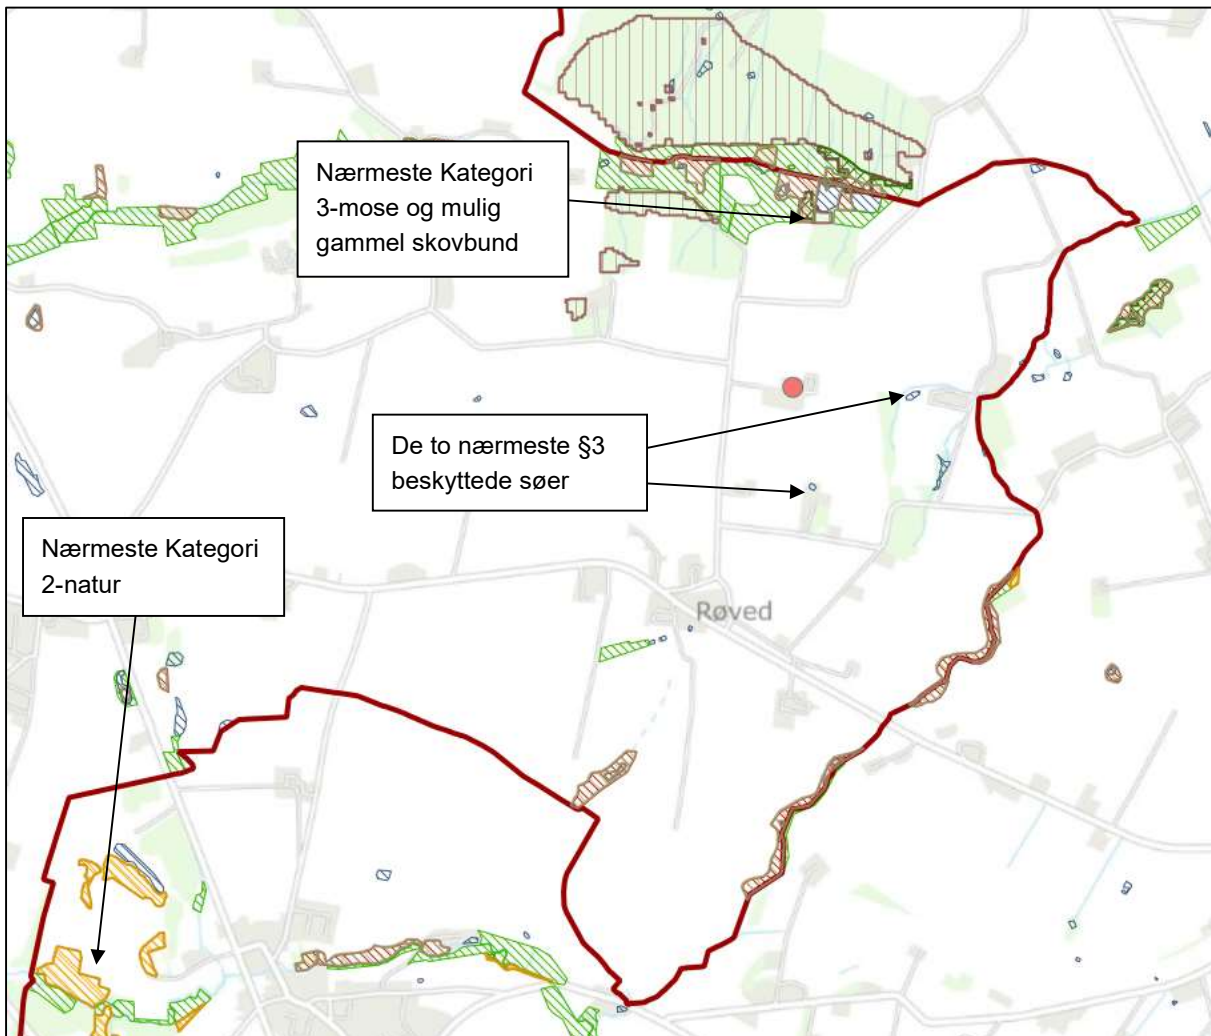 Nærmeste Kategori
3-mose og mulig
gammel skovbund
De to nærmeste §3
beskyttede søer
Nærmeste Kategori
2-natur
Røved